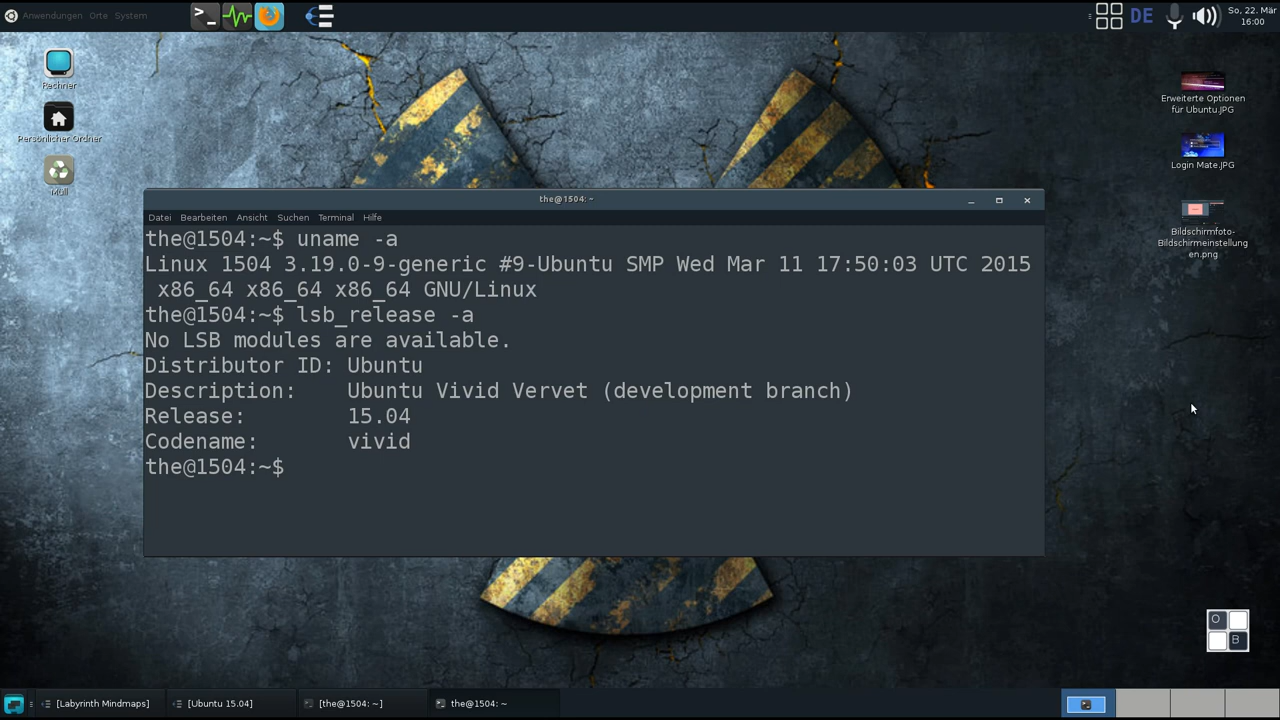 Anwendungen Orte System
DE
So, 22. Mär
16:00
Rechner
Persönlicher Ordner
Müll
Erweiterte Optionen
für Ubuntu.JPG
Login Mate.JPG
Bildschirmfoto-
Bildschirmeinstellung
en.png
the@1504: ~
Datei Bearbeiten Ansicht Suchen Terminal Hilfe
the@1504:~$ uname -a
Linux 1504 3.19.0-9-generic #9-Ubuntu SMP Wed Mar 11 17:50:03 UTC 2015
x86_64 x86_64 x86_64 GNU/Linux
the@1504:~$ lsb_release -a
No LSB modules are available.
Distributor ID: Ubuntu
Description: Ubuntu Vivid Vervet (development branch)
Release: 15.04
Codename: vivid
the@1504:~$
O
B
[Labyrinth Mindmaps] [Ubuntu 15.04] [the@1504: ~] the@1504: ~